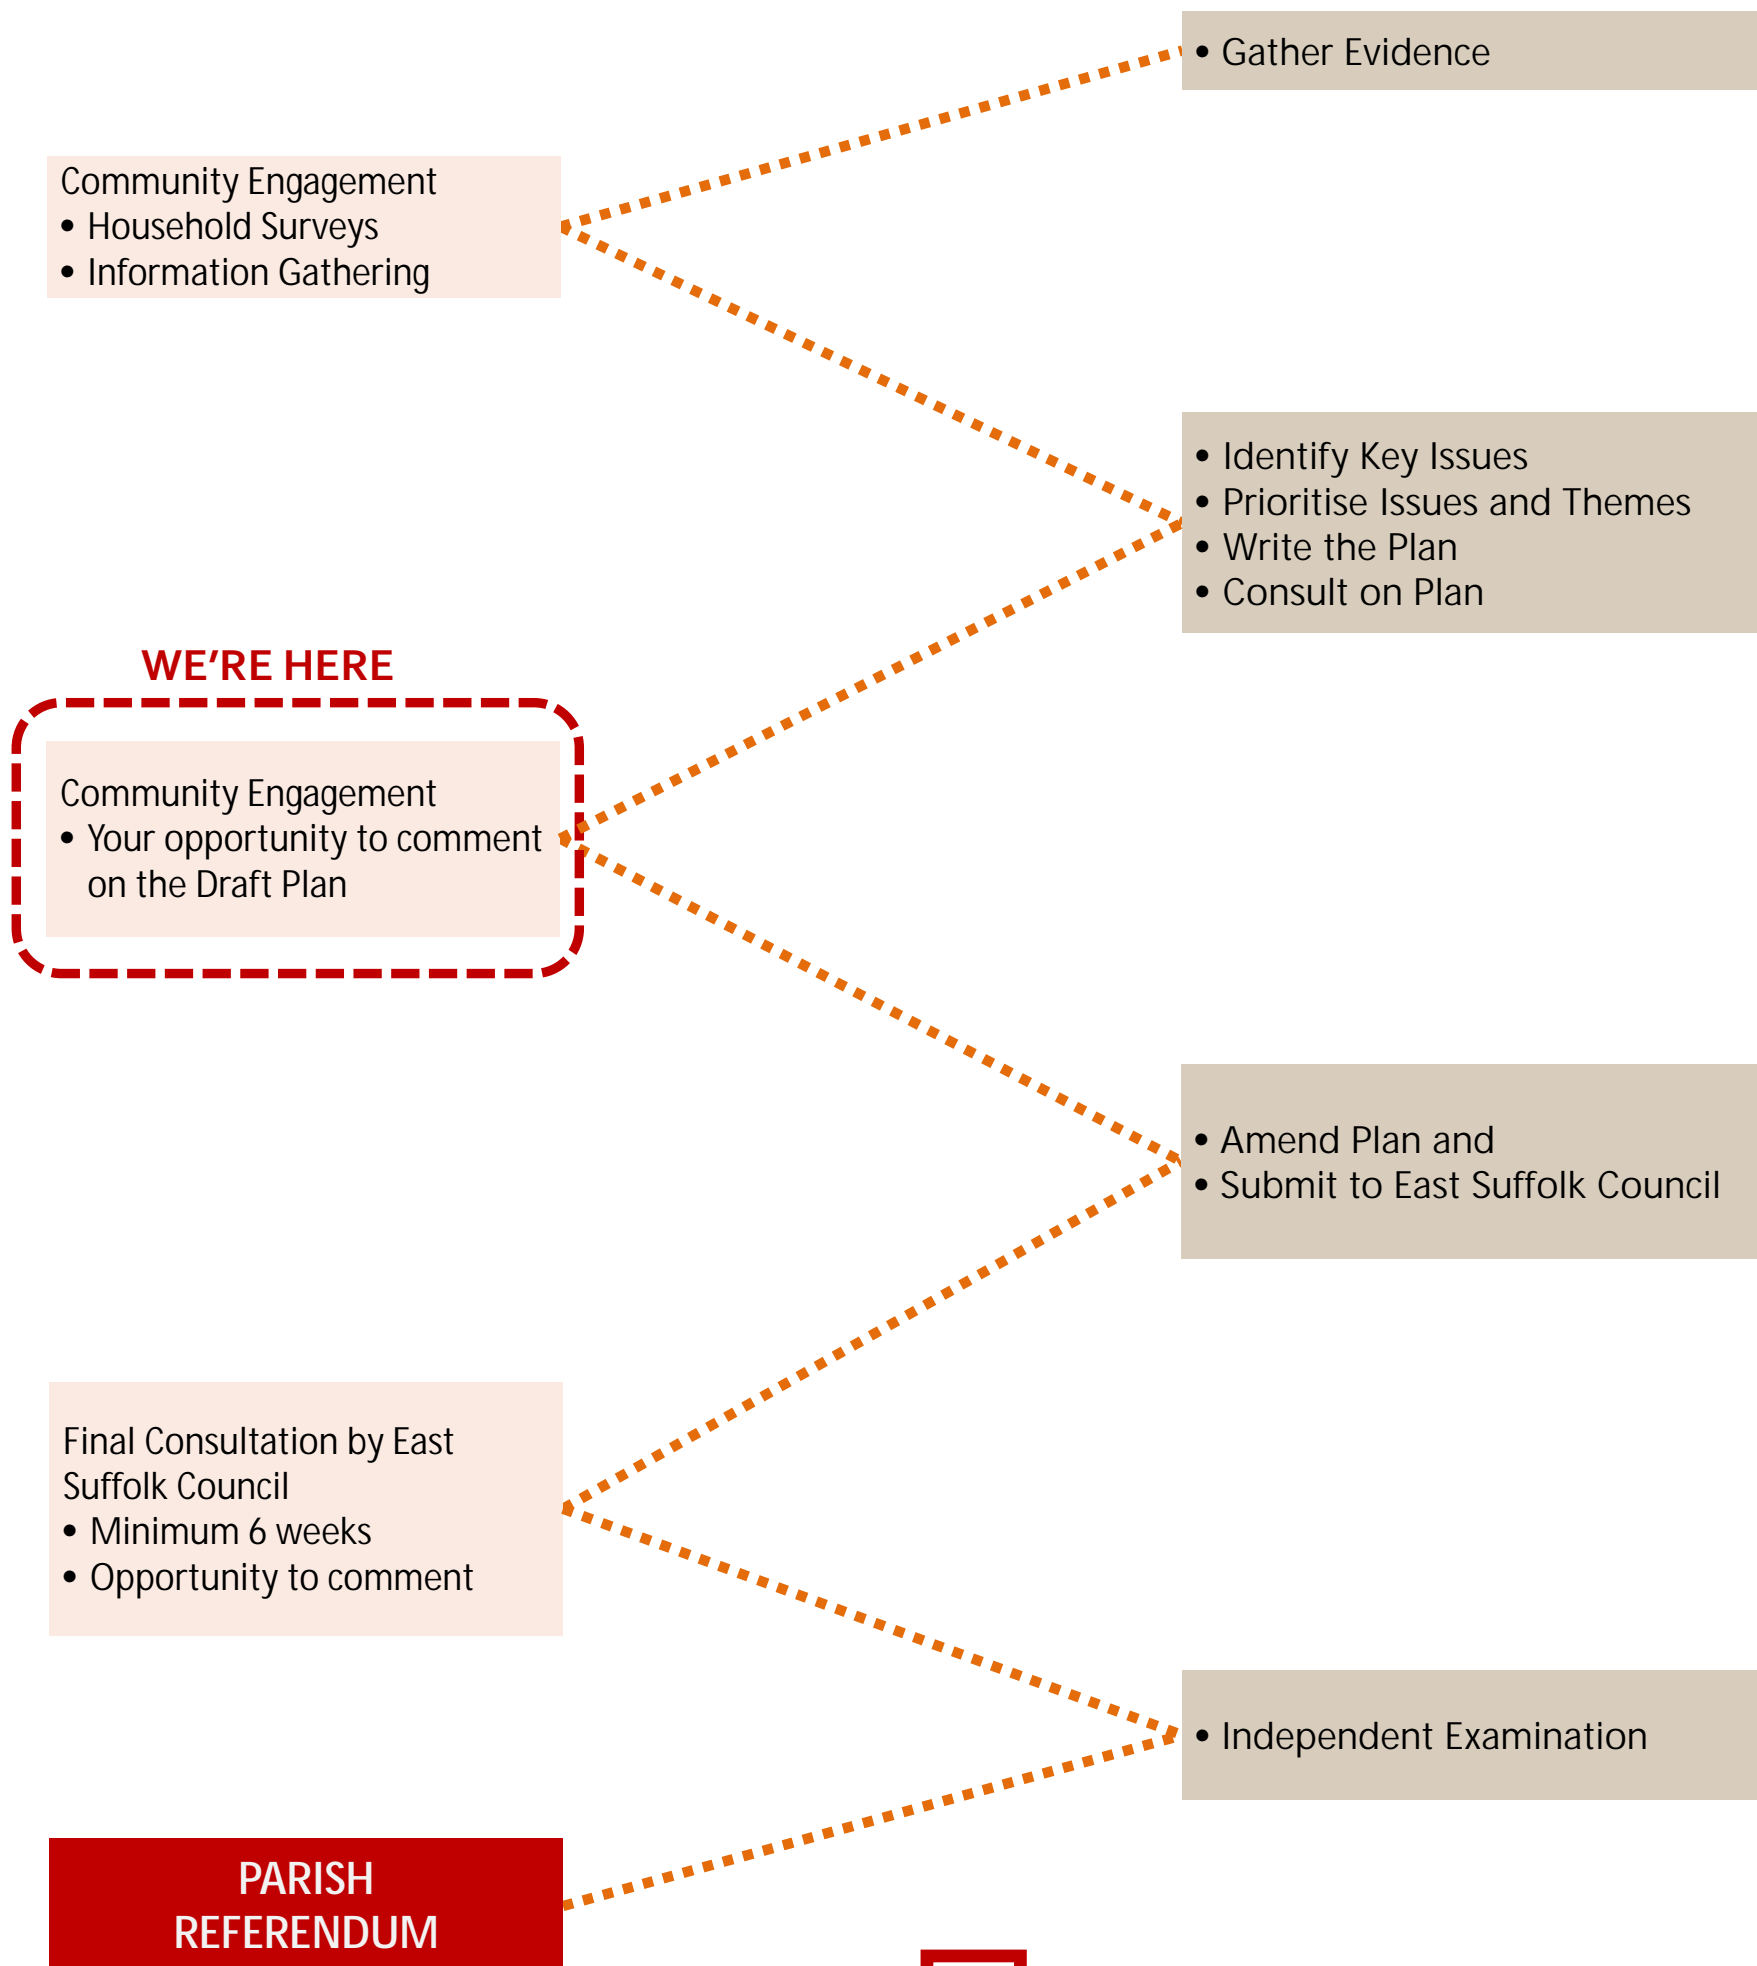 • Gather Evidence
Community Engagement
• Household Surveys
• Information Gathering
• Identify Key Issues
• Prioritise Issues and Themes
• Write the Plan
• Consult on Plan
WE’RE HERE
Community Engagement
• Your opportunity to comment
on the Draft Plan
• Amend Plan and
• Submit to East Suffolk Council
Final Consultation by East
Suffolk Council
• Minimum 6 weeks
• Opportunity to comment
• Independent Examination
PARISH
REFERENDUM